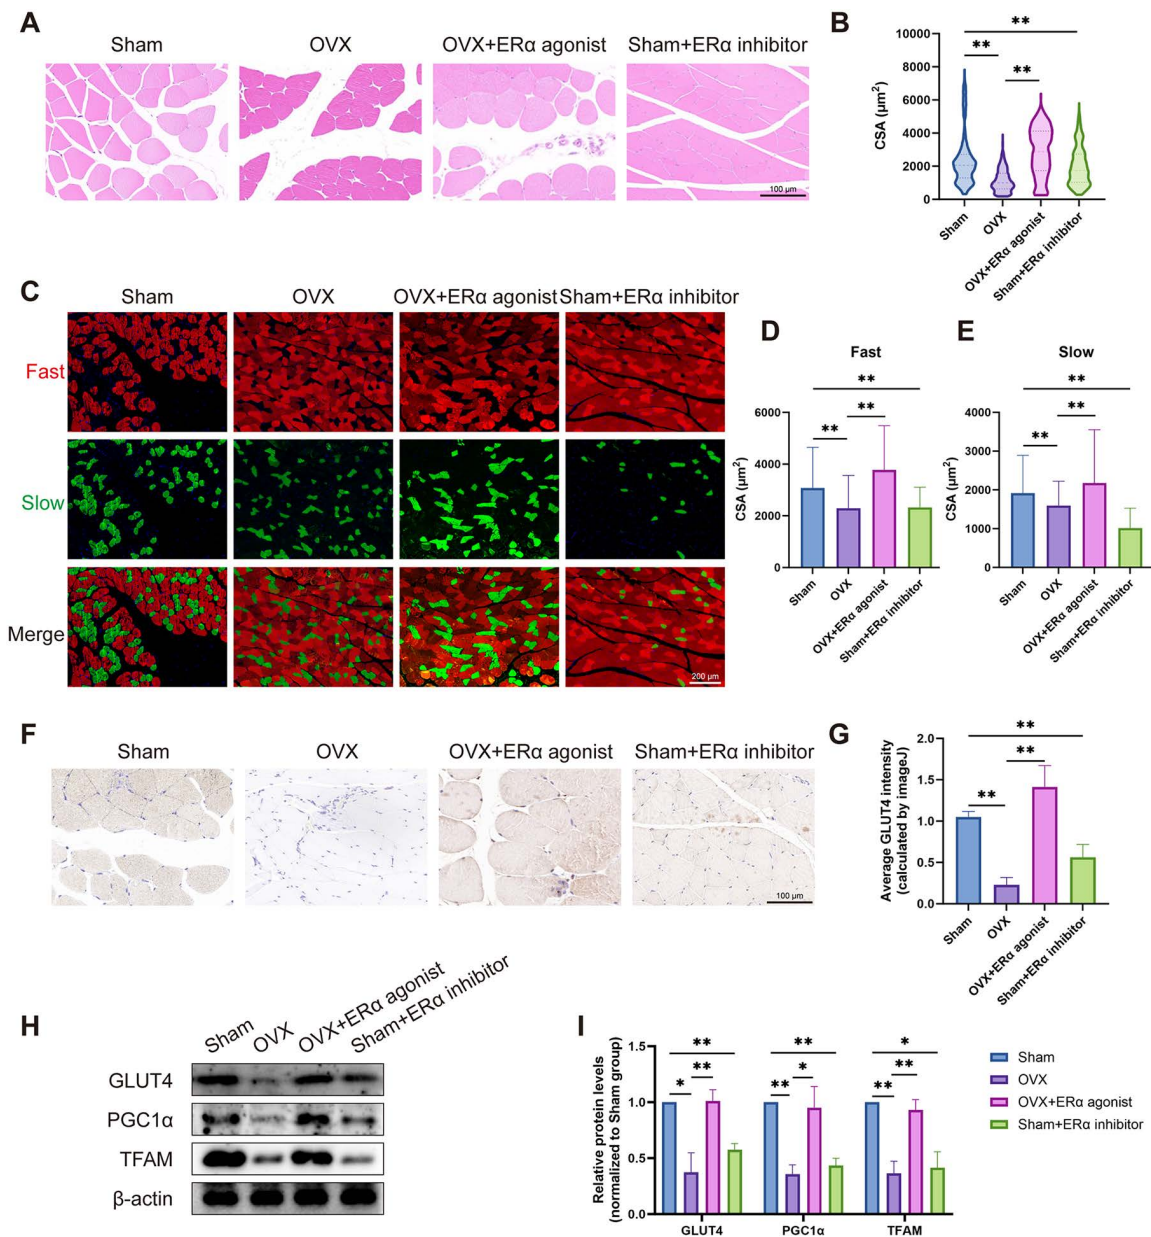 A
Sham
OVX
OVX+ERα agonist
Sham+ERα inhibitor
100 μm
B
**
**
**
CSA (μm²)
10000
8000
6000
4000
2000
0
Sham
OVX
OVX+ERα agonist
Sham+ERα inhibitor
C
Sham
OVX
OVX+ERα agonist
Sham+ERα inhibitor
Fast
Slow
Merge
200 μm
D
Fast
**
**
**
CSA (μm²)
6000
4000
2000
0
Sham
OVX
OVX+ERα agonist
Sham+ERα inhibitor
E
Slow
**
**
**
CSA (μm²)
4000
3000
2000
1000
0
Sham
OVX
OVX+ERα agonist
Sham+ERα inhibitor
F
Sham
OVX
OVX+ERα agonist
Sham+ERα inhibitor
100 μm
G
**
**
**
Average GLUT4 intensity
(calculated by imageJ)
2.0
1.5
1.0
0.5
0.0
Sham
OVX
OVX+ERα agonist
Sham+ERα inhibitor
H
Sham
OVX
OVX+ERα agonist
Sham+ERα inhibitor
GLUT4
PGC1α
TFAM
β-actin
I
Relative protein levels
(normalized to Sham group)
1.5
1.0
0.5
0.0
**
**
*
**
*
**
*
**
**
GLUT4
PGC1α
TFAM
Sham
OVX
OVX+ERα agonist
Sham+ERα inhibitor